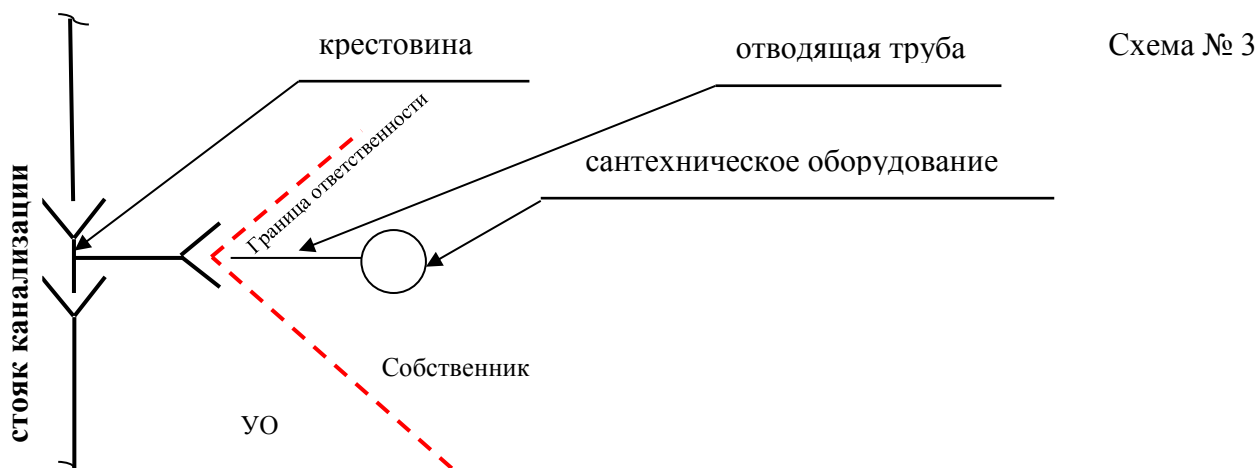 крестовина
отводящая труба
Схема № 3
Граница ответственности
сантехническое оборудование
стояк канализации
Собственник
УО